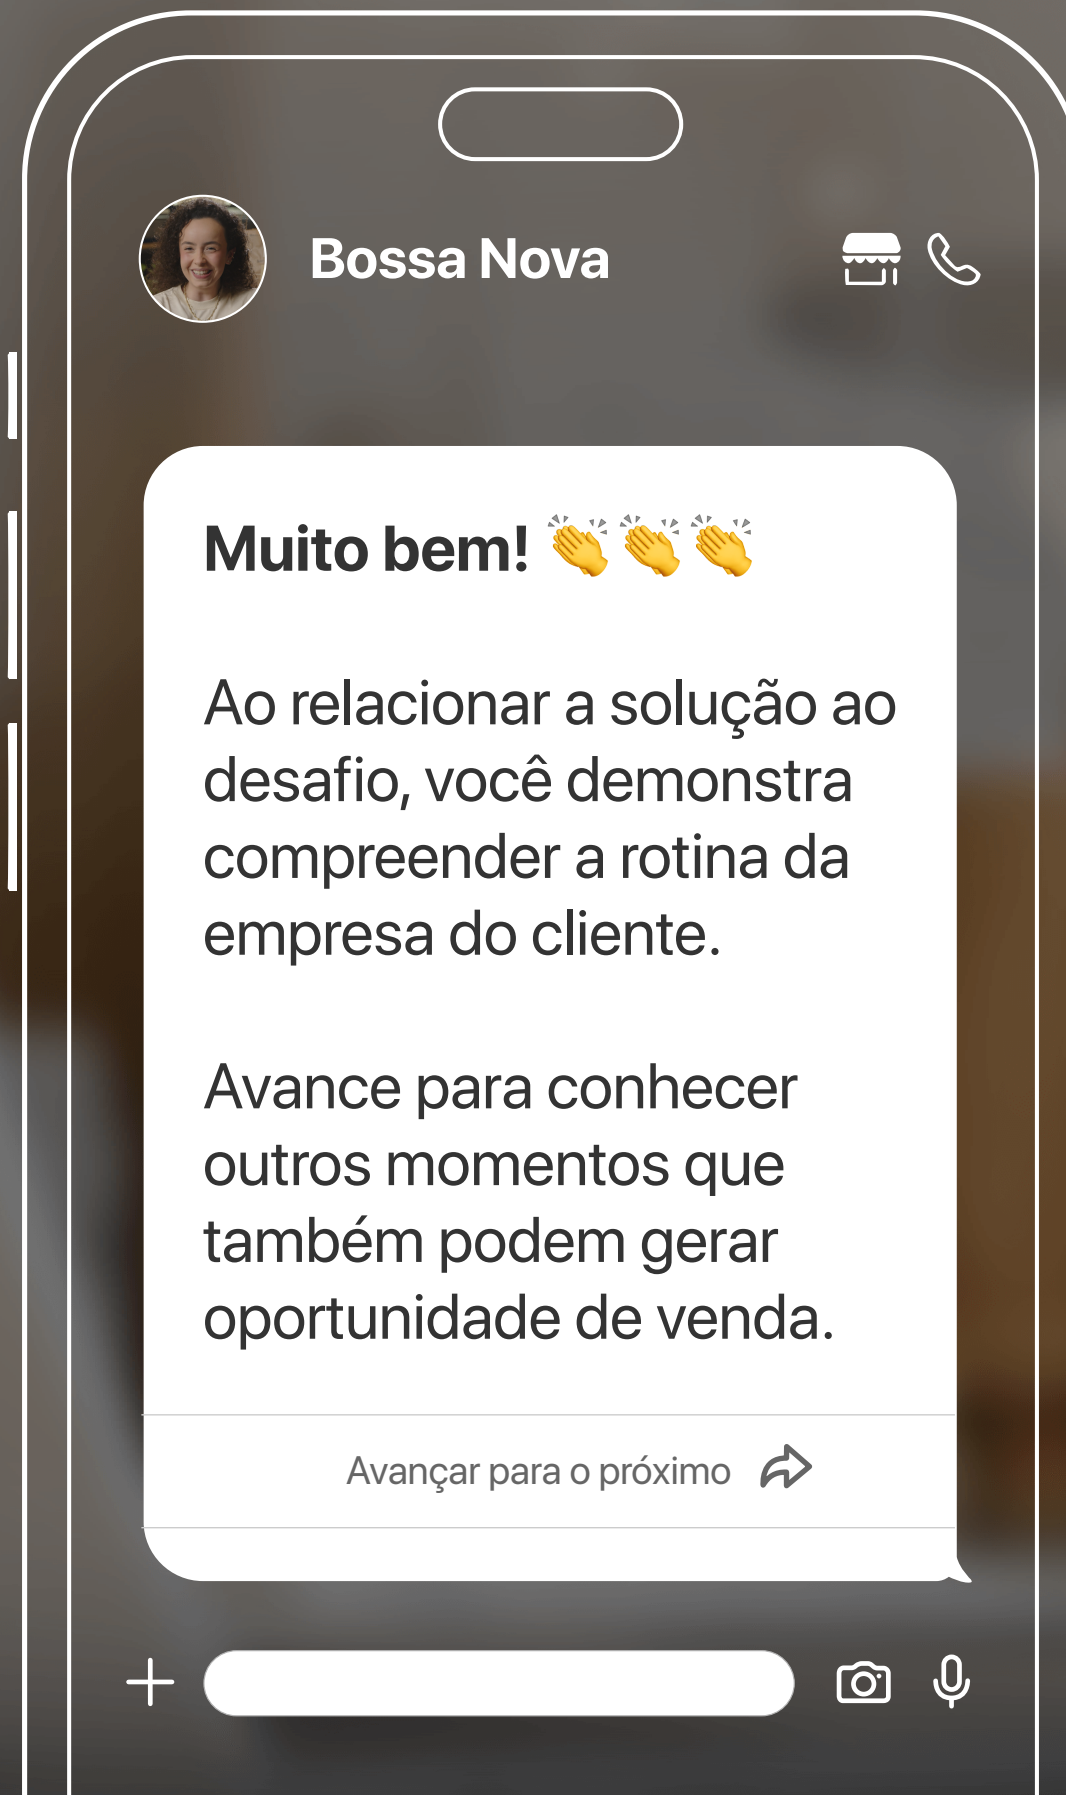 Bossa Nova
Muito bem! 👏👏👏
Ao relacionar a solução ao
desafio, você demonstra
compreender a rotina da
empresa do cliente.
Avance para conhecer
outros momentos que
também podem gerar
oportunidade de venda.
Avançar para o próximo